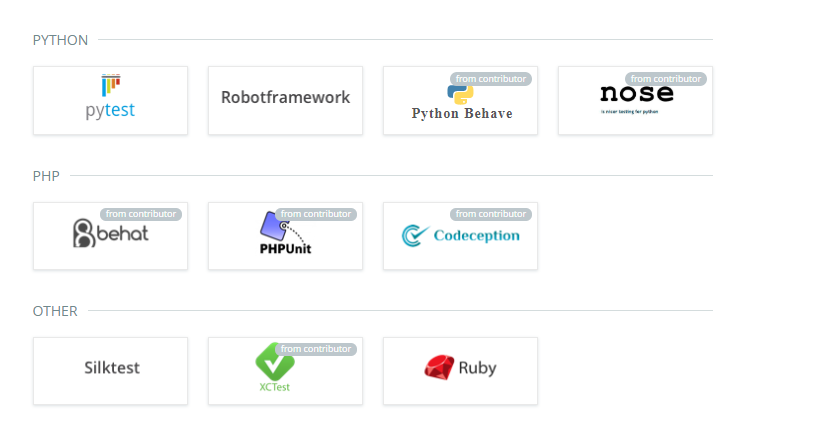 PYTHON
pytest
Robotframework
from contributor
Python Behave
from contributor
nose
is nicer testing for python
PHP
from contributor
behat
from contributor
PHPUnit
from contributor
Codeception
OTHER
Silktest
from contributor
XCTest
Ruby